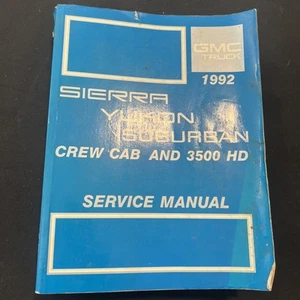 GMC
TRUCK
1992
SIERRA
YUKON
SUBURBAN
CREW CAB AND 3500 HD
SERVICE MANUAL